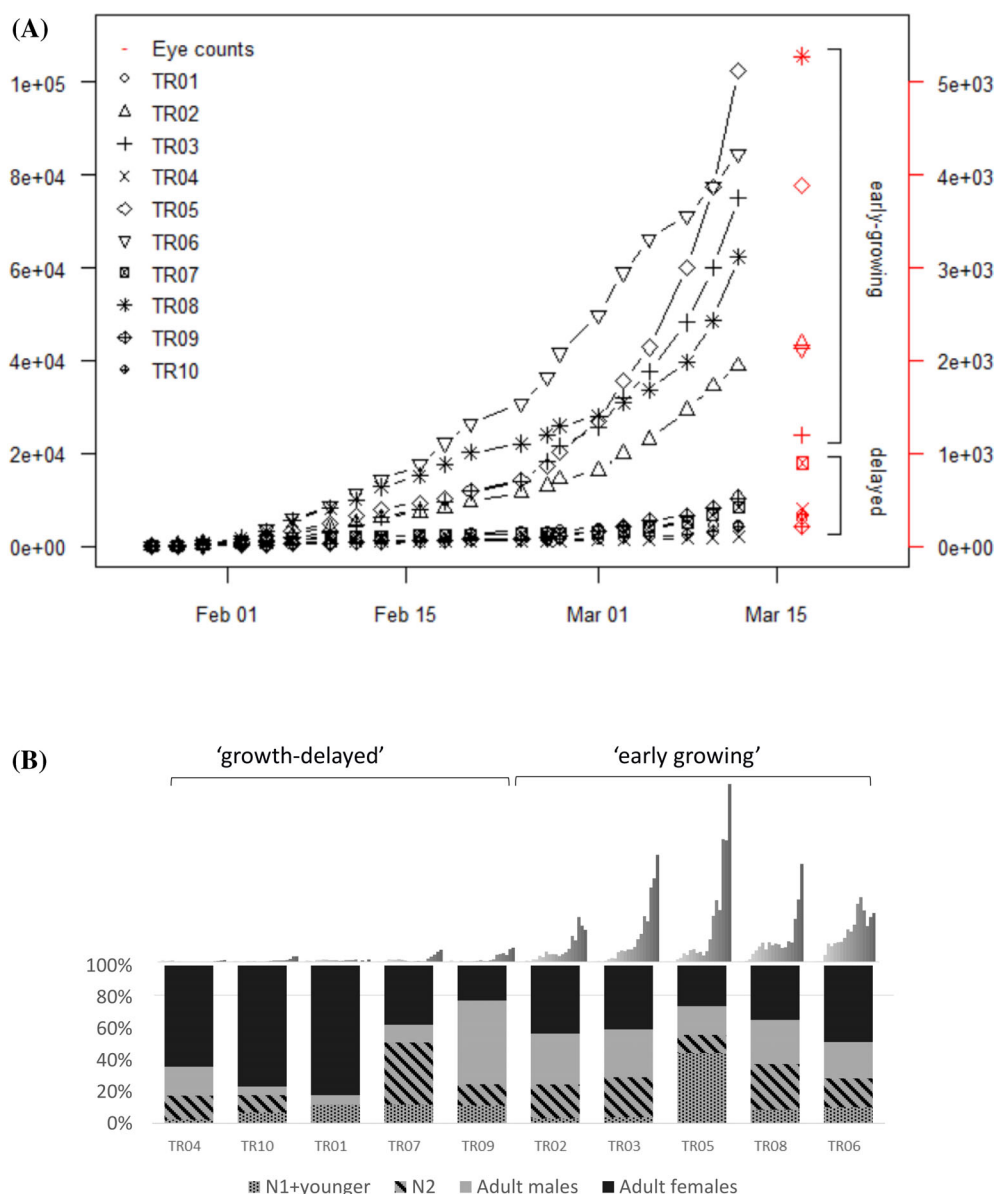 (A)
Eye counts
TR01
TR02
TR03
TR04
TR05
TR06
TR07
TR08
TR09
TR10
1e+05
8e+04
6e+04
4e+04
2e+04
0e+00
5e+03
4e+03
3e+03
2e+03
1e+03
0e+00
early-growing
delayed
Feb 01
Feb 15
Mar 01
Mar 15
(B)
'growth-delayed'
'early growing'
100%
80%
60%
40%
20%
0%
TR04
TR10
TR01
TR07
TR09
TR02
TR03
TR05
TR08
TR06
N1+younger
N2
Adult males
Adult females